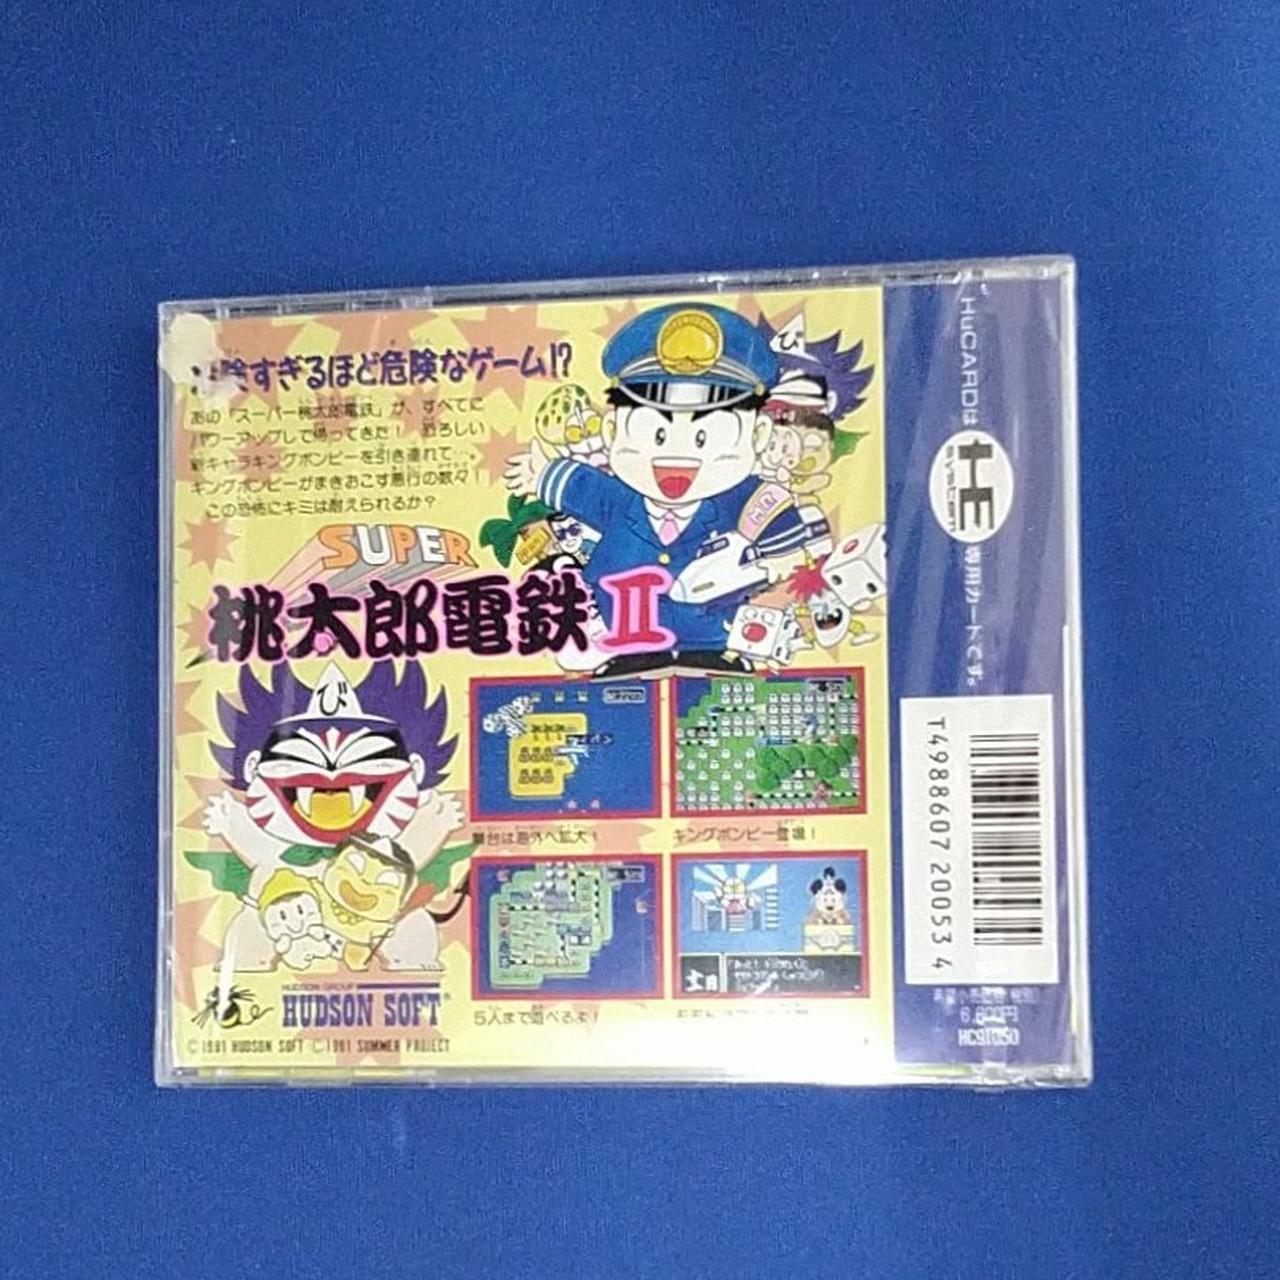 険すぎるほど危険なゲーム!?
あの「スーパー桃太郎電鉄」が、すべてに
パワーアップして帰ってきた! 恐ろしい
新キャラキングボンビーを引き連れて…。
キングボンビーがまきおこす悪行の数々!
この恐怖にキミは耐えられるか?
SUPER
桃太郎電鉄II
び
び
舞台は海外へ拡大!
キングボンビー登場!
5人まで遊べるよ!
HUDSON GROUP
HUDSON SOFT®
©1991 HUDSON SOFT ©1991 SUMMER PROJECT
HuCARDは
HE
SYSTEM
専用カードです。
T4988607 20053 4
6,800円
HC91050